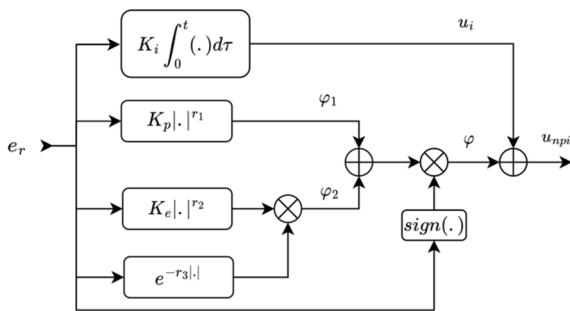 K_i ∫_0^t (.)dτ
u_i
K_p|.|^{r_1}
φ_1
e_r
φ
u_{npi}
K_e|.|^{r_2}
φ_2
sign(.)
e^{-r_3|.|}